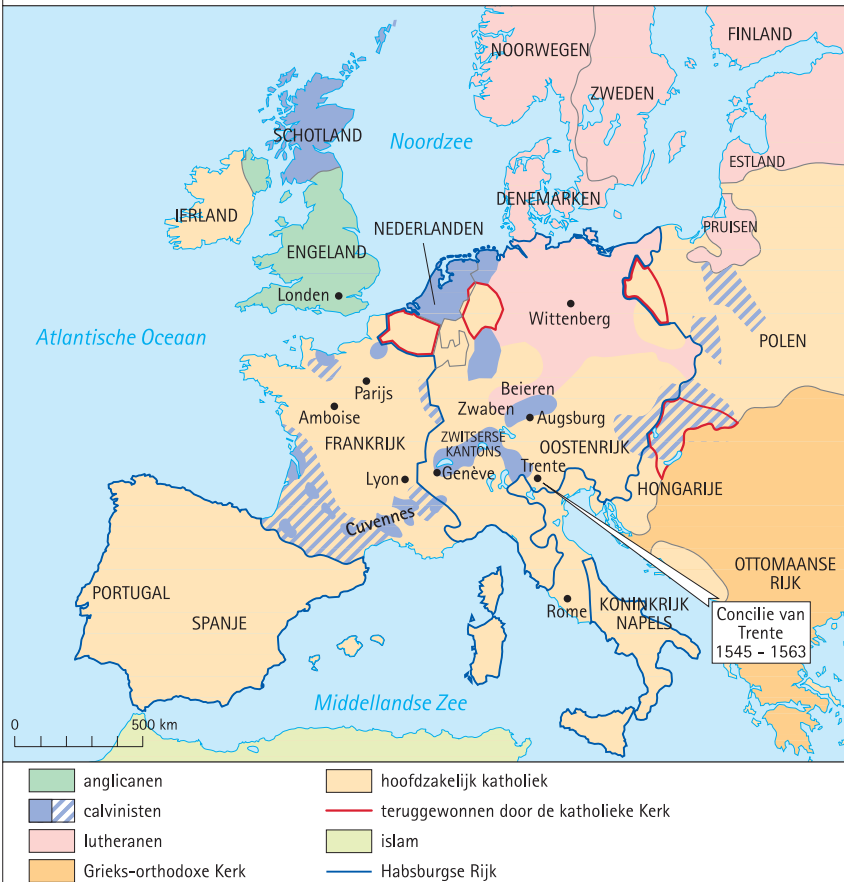 NOORWEGEN
FINLAND
ZWEDEN
SCHOTLAND
Noordzee
ESTLAND
DENEMARKEN
IERLAND
NEDERLANDEN
PRUISEN
ENGELAND
Londen
Wittenberg
Atlantische Oceaan
POLEN
Parijs
Beieren
Amboise
Zwaben
Augsburg
FRANKRIJK
ZWITSERSE
KANTONS
OOSTENRIJK
Lyon
Genève
Trente
HONGARIJE
Cuvennes
OTTOMAANSE
RIJK
PORTUGAL
SPANJE
Rome
KONINKRIJK
NAPELS
Concilie van
Trente
1545 - 1563
Middellandse Zee
0 500 km
anglicanen
calvinisten
lutheranen
Grieks-orthodoxe Kerk
hoofdzakelijk katholiek
teruggewonnen door de katholieke Kerk
islam
Habsburgse Rijk